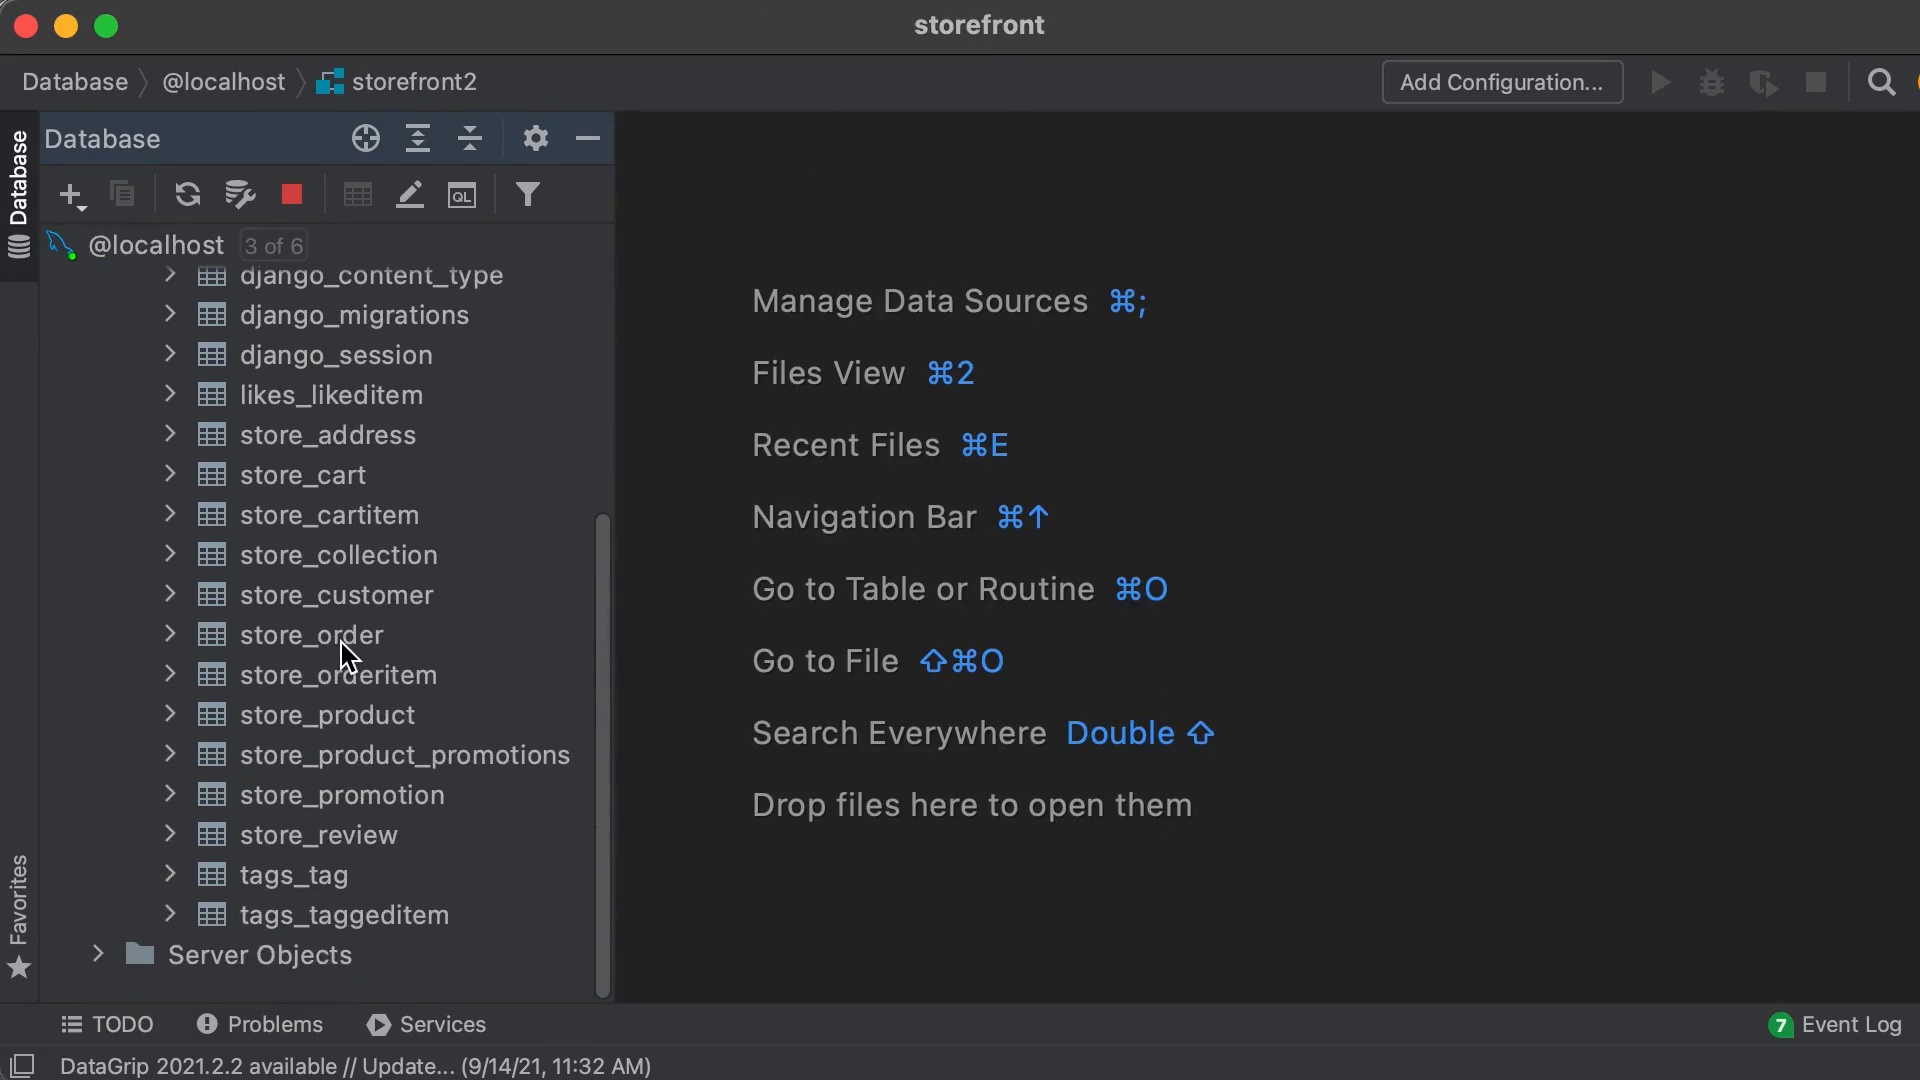 storefront
Database @localhost storefront2
Add Configuration...
Database
Database
QL
@localhost 3 of 6
django_content_type
django_migrations
django_session
likes_likeditem
store_address
store_cart
store_cartitem
store_collection
store_customer
store_order
store_orderitem
store_product
store_product_promotions
store_promotion
store_review
tags_tag
tags_taggeditem
Server Objects
Favorites
Manage Data Sources ⌘;
Files View ⌘2
Recent Files ⌘E
Navigation Bar ⌘↑
Go to Table or Routine ⌘O
Go to File ⇧⌘O
Search Everywhere Double ⇧
Drop files here to open them
TODO Problems Services
7 Event Log
DataGrip 2021.2.2 available // Update... (9/14/21, 11:32 AM)